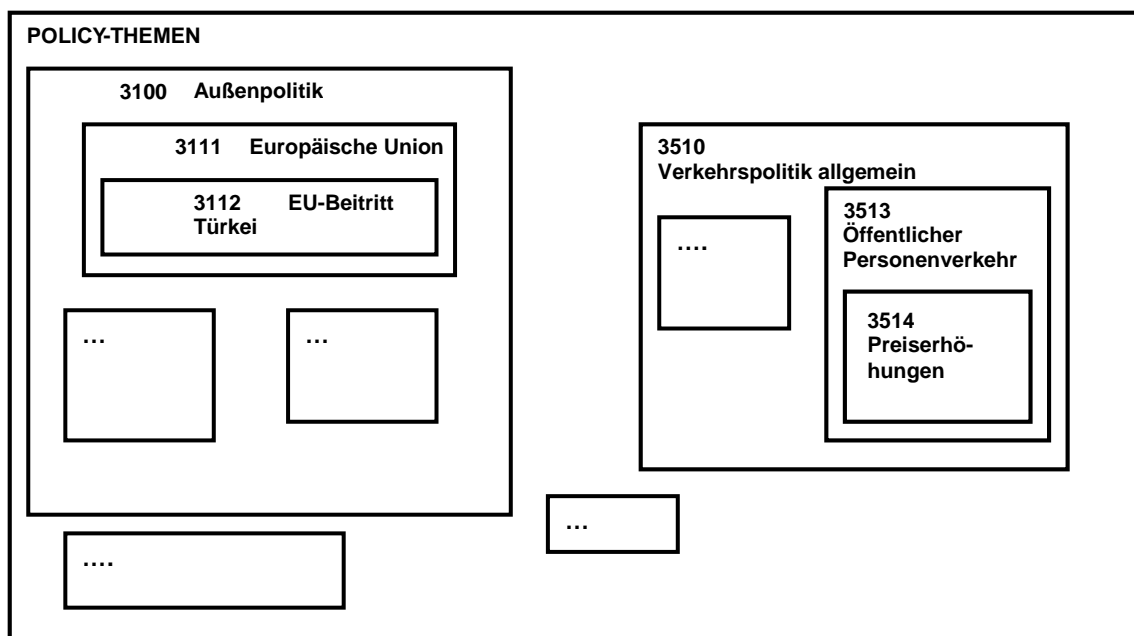 POLICY-THEMEN
3100 Außenpolitik
3111 Europäische Union
3112 EU-Beitritt
Türkei
...
...
....
3510
Verkehrspolitik allgemein
....
3513
Öffentlicher
Personenverkehr
3514
Preiserhö-
hungen
...